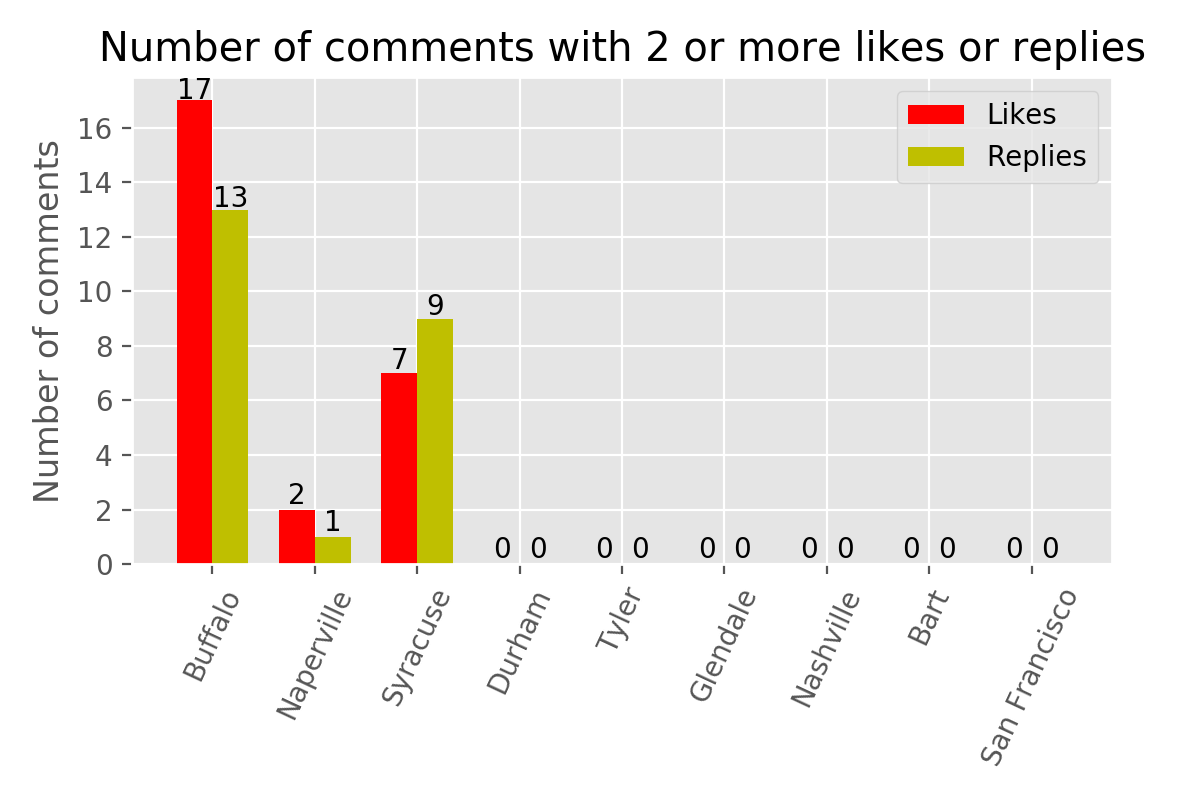 Number of comments with 2 or more likes or replies
Number of comments
16
14
12
10
8
6
4
2
0
17
13
2
1
7
9
0 0 0 0 0 0 0 0 0 0 0 0
Likes
Replies
Buffalo
Naperville
Syracuse
Durham
Tyler
Glendale
Nashville
Bart
San Francisco